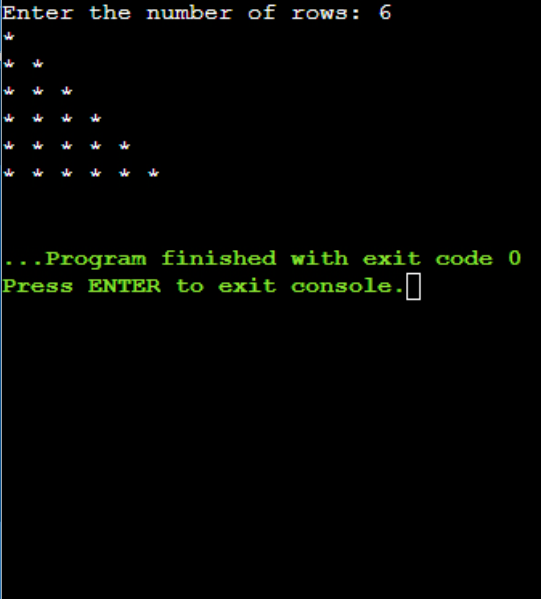 Enter the number of rows: 6
*
* *
* * *
* * * *
* * * * *
* * * * * *
...Program finished with exit code 0
Press ENTER to exit console.